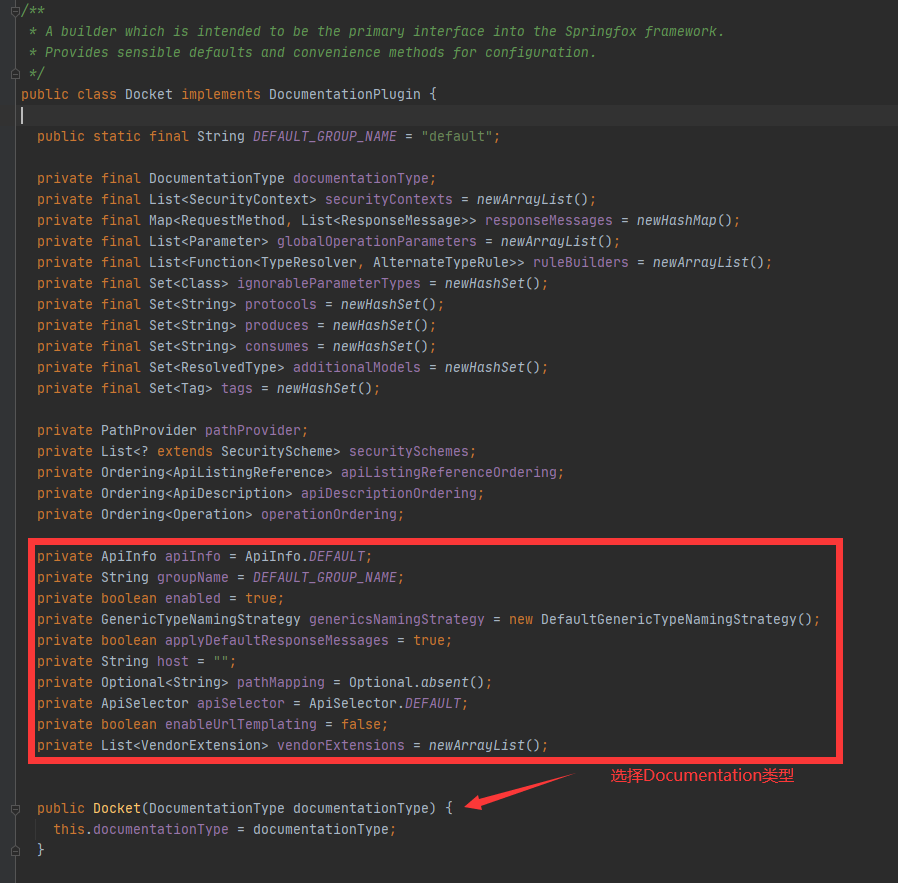 /**
 * A builder which is intended to be the primary interface into the Springfox framework.
 * Provides sensible defaults and convenience methods for configuration.
 */
public class Docket implements DocumentationPlugin {
public static final String DEFAULT_GROUP_NAME = "default";
private final DocumentationType documentationType;
private final List<SecurityContext> securityContexts = newArrayList();
private final Map<RequestMethod, List<ResponseMessage>> responseMessages = newHashMap();
private final List<Parameter> globalOperationParameters = newArrayList();
private final List<Function<TypeResolver, AlternateTypeRule>> ruleBuilders = newArrayList();
private final Set<Class> ignorableParameterTypes = newHashSet();
private final Set<String> protocols = newHashSet();
private final Set<String> produces = newHashSet();
private final Set<String> consumes = newHashSet();
private final Set<ResolvedType> additionalModels = newHashSet();
private final Set<Tag> tags = newHashSet();
private PathProvider pathProvider;
private List<? extends SecurityScheme> securitySchemes;
private Ordering<ApiListingReference> apiListingReferenceOrdering;
private Ordering<ApiDescription> apiDescriptionOrdering;
private Ordering<Operation> operationOrdering;
private ApiInfo apiInfo = ApiInfo.DEFAULT;
private String groupName = DEFAULT_GROUP_NAME;
private boolean enabled = true;
private GenericTypeNamingStrategy genericsNamingStrategy = new DefaultGenericTypeNamingStrategy();
private boolean applyDefaultResponseMessages = true;
private String host = "";
private Optional<String> pathMapping = Optional.absent();
private ApiSelector apiSelector = ApiSelector.DEFAULT;
private boolean enableUrlTemplating = false;
private List<VendorExtension> vendorExtensions = newArrayList();
选择Documentation类型
public Docket(DocumentationType documentationType) {
this.documentationType = documentationType;
}